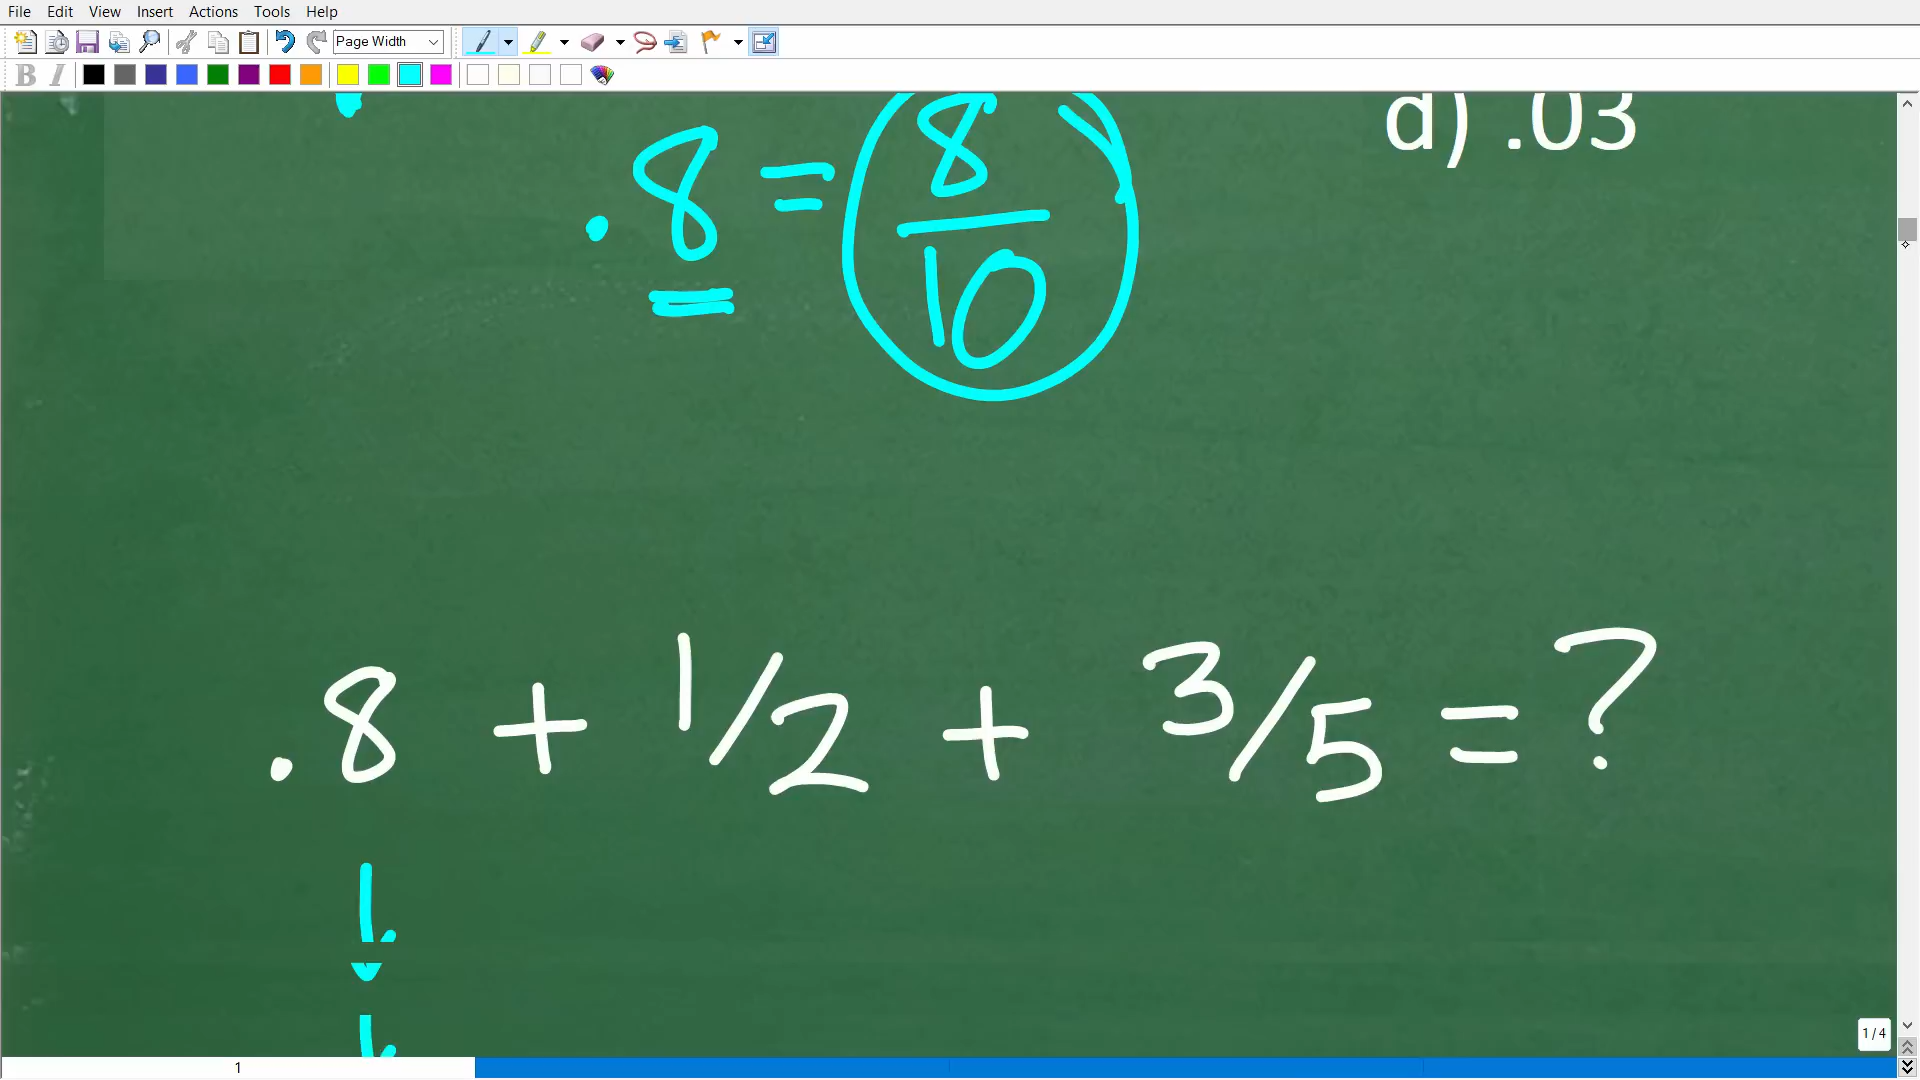 File Edit View Insert Actions Tools Help
Page Width
B I
d) .03
.8 = 8/10
.8 + 1/2 + 3/5 = ?
1 / 4
1